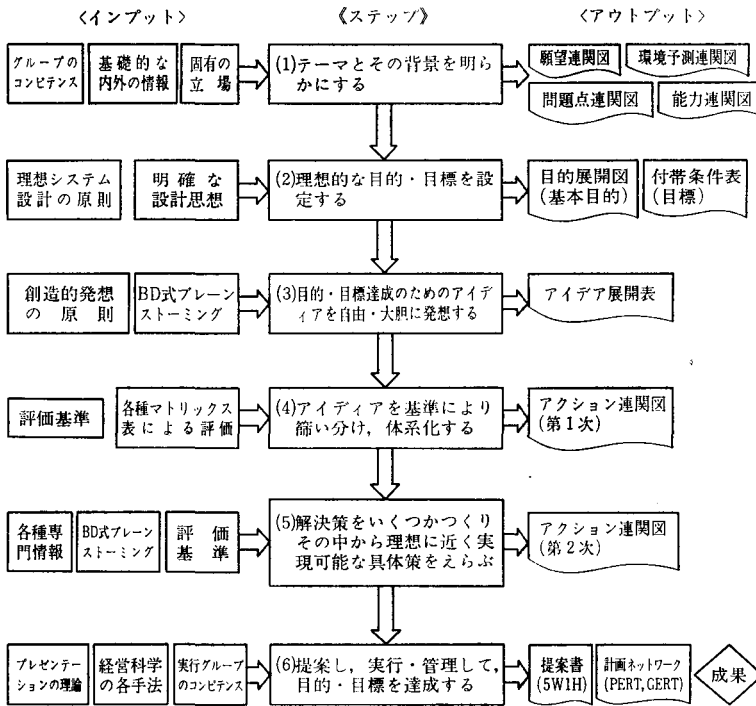 〈インプット〉
《ステップ》
〈アウトプット〉
グループの
コンピテンス
基礎的な
内外の情報
固有の
立場
(1)テーマとその背景を明ら
かにする
願望連関図
環境予測連関図
問題点連関図
能力連関図
理想システム
設計の原則
明確な
設計思想
(2)理想的な目的・目標を設
定する
目的展開図
(基本目的)
付帯条件表
(目標)
創造的発想
の原則
BD式ブレーン
ストーミング
(3)目的・目標達成のためのアイデ
ィアを自由・大胆に発想する
アイデア展開表
評価基準
各種マトリックス
表による評価
(4)アイディアを基準により
篩い分け，体系化する
アクション連関図
(第1次)
各種専
門情報
BD式ブレーン
ストーミング
評価
基準
(5)解決策をいくつかつくり
その中から理想に近く実
現可能な具体策をえらぶ
アクション連関図
(第2次)
プレゼンテー
ションの理論
経営科学
の各手法
実行グループ
のコンピテンス
(6)提案し，実行・管理して，
目的・目標を達成する
提案書
(5W1H)
計画ネットワーク
(PERT, GERT)
成果